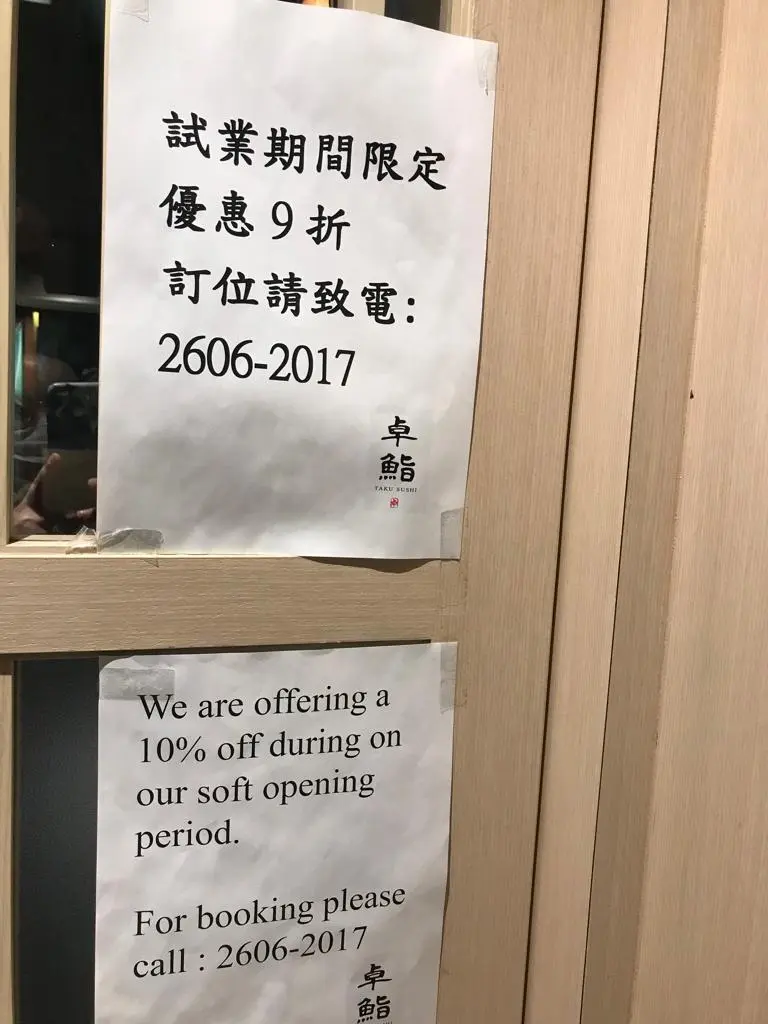 試業期間限定
優惠9折
訂位請致電:
2606-2017
卓
鮨
TAKU SUSHI
We are offering a
10% off during on
our soft opening
period.
For booking please
call : 2606-2017
卓
鮨